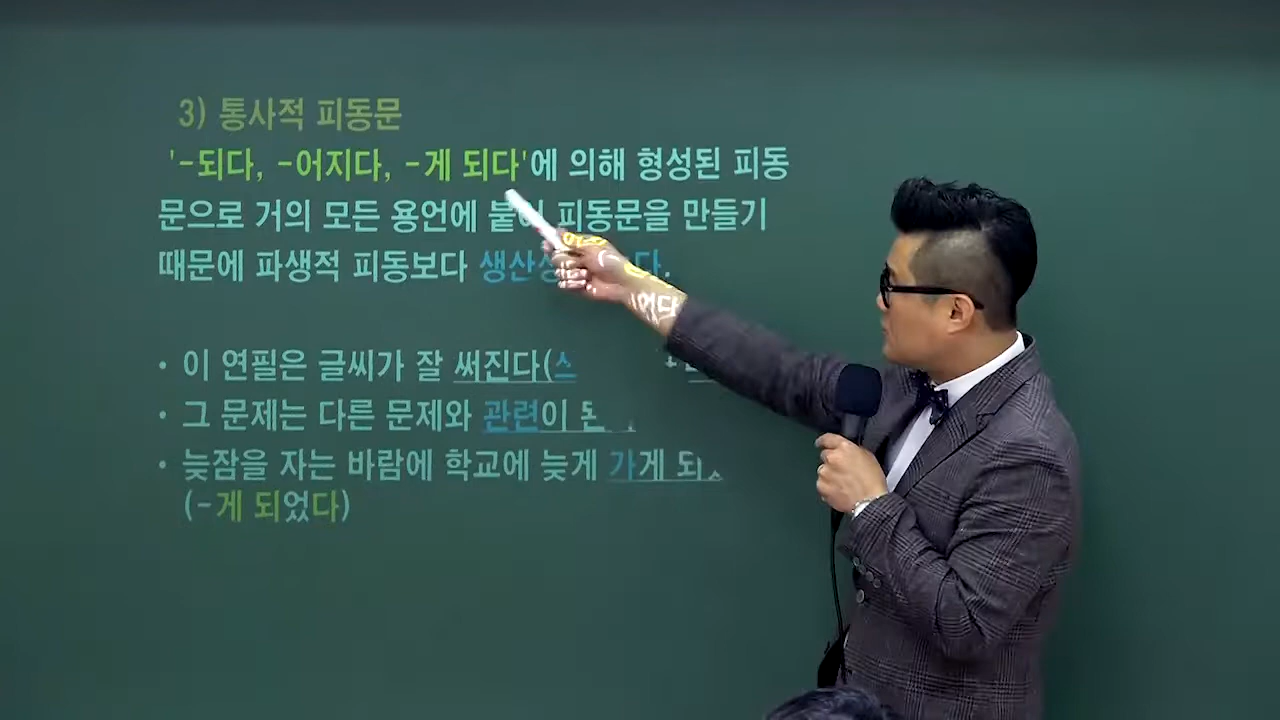 3) 통사적 피동문
'-되다, -어지다, -게 되다'에 의해 형성된 피동
문으로 거의 모든 용언에 붙어 피동문을 만들기
때문에 파생적 피동보다
• 이 연필은 글씨가 잘 써진다(
• 그 문제는 다른 문제와 관련이
• 늦잠을 자는 바람에 학교에 늦게 가게
(-게 되었다)